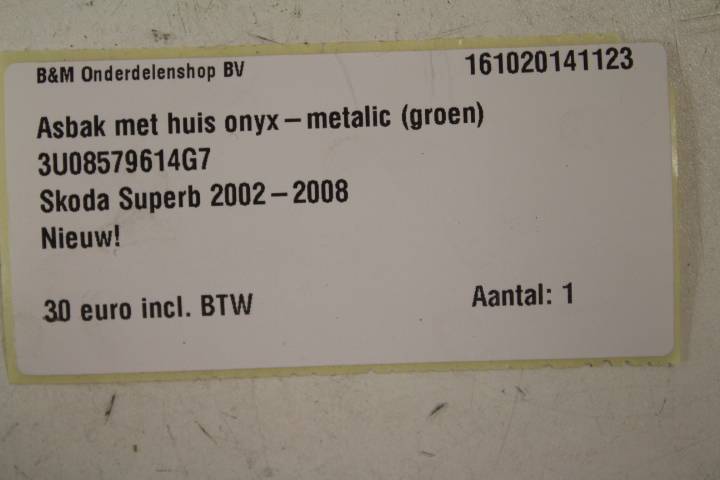 B&M Onderdelenshop BV 161020141123
Asbak met huis onyx-metalic (groen)
3U08579614G7
Skoda Superb 2002-2008
Nieuw!
30 euro incl. BTW Aantal: 1